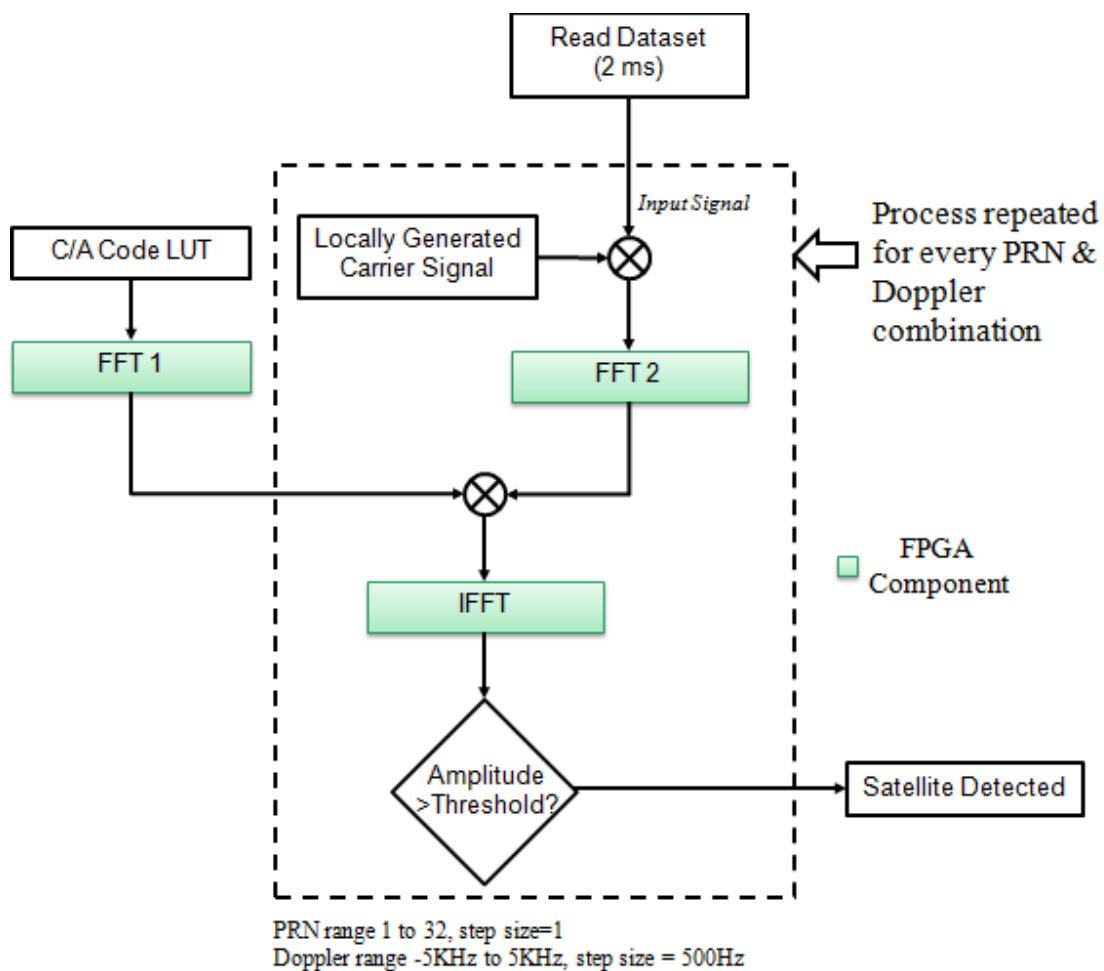 Read Dataset
(2 ms)
Input Signal
C/A Code LUT
Locally Generated
Carrier Signal
Process repeated
for every PRN &
Doppler
combination
FFT 1
FFT 2
FPGA
Component
IFFT
Amplitude
>Threshold?
Satellite Detected
PRN range 1 to 32, step size=1
Doppler range -5KHz to 5KHz, step size = 500Hz